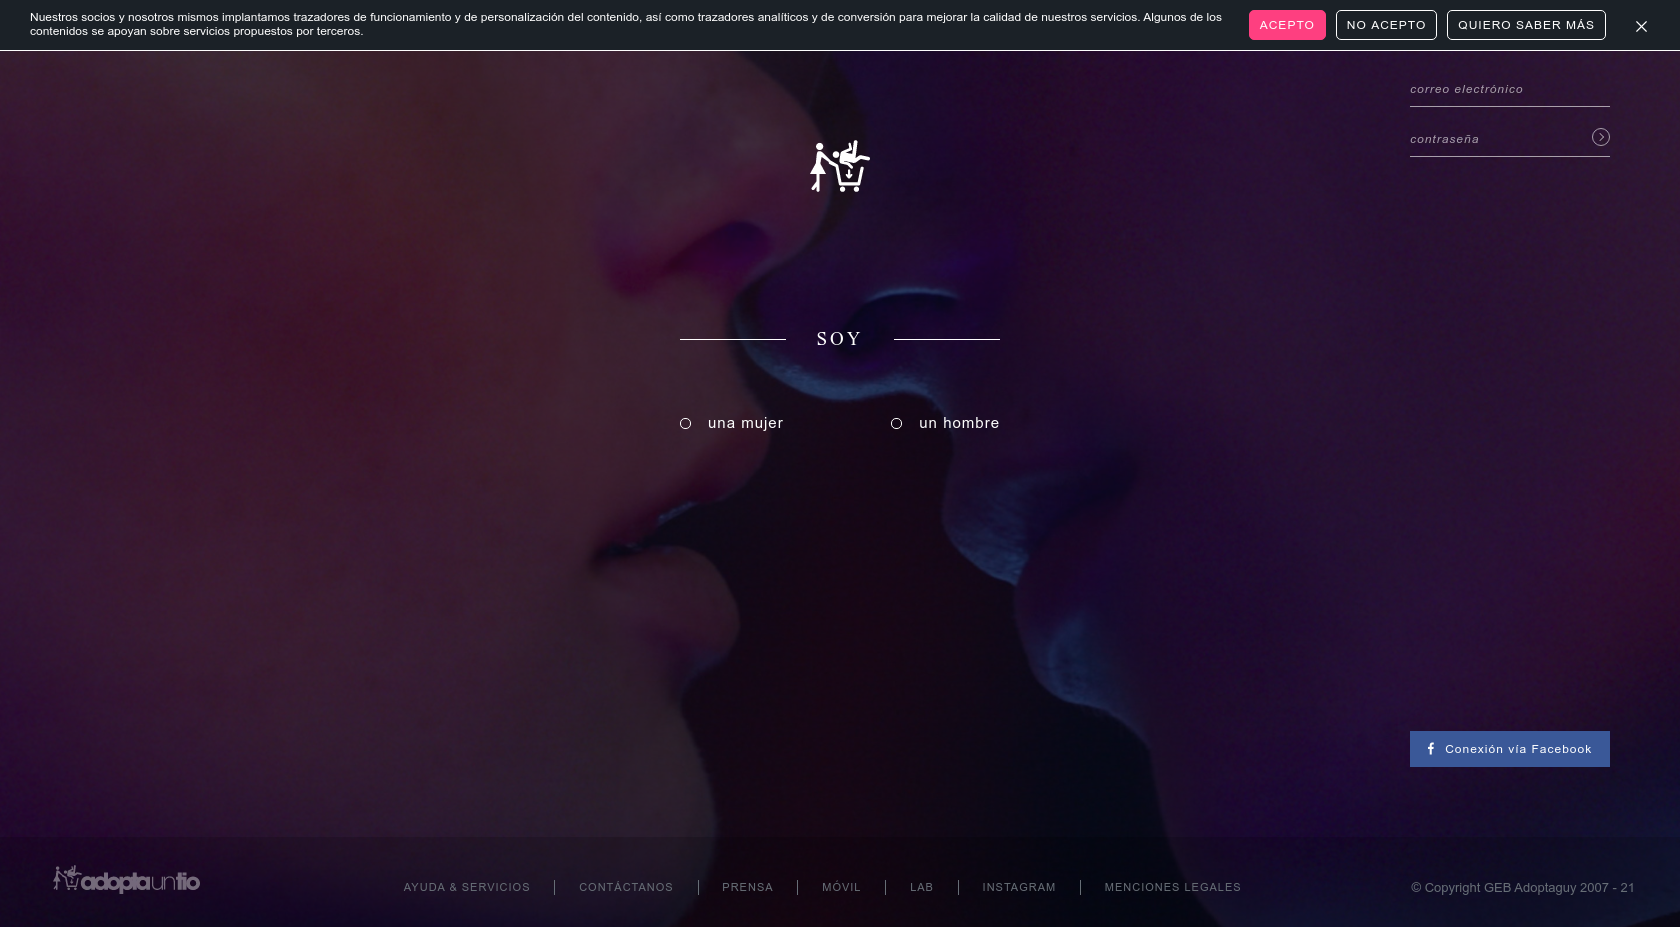 Nuestros socios y nosotros mismos implantamos trazadores de funcionamiento y de personalización del contenido, así como trazadores analíticos y de conversión para mejorar la calidad de nuestros servicios. Algunos de los
contenidos se apoyan sobre servicios propuestos por terceros.
ACEPTO
NO ACEPTO
QUIERO SABER MÁS
correo electrónico
contraseña
SOY
una mujer
un hombre
Conexión vía Facebook
adoptauntio
AYUDA & SERVICIOS
CONTÁCTANOS
PRENSA
MÓVIL
LAB
INSTAGRAM
MENCIONES LEGALES
© Copyright GEB Adoptaguy 2007 - 21